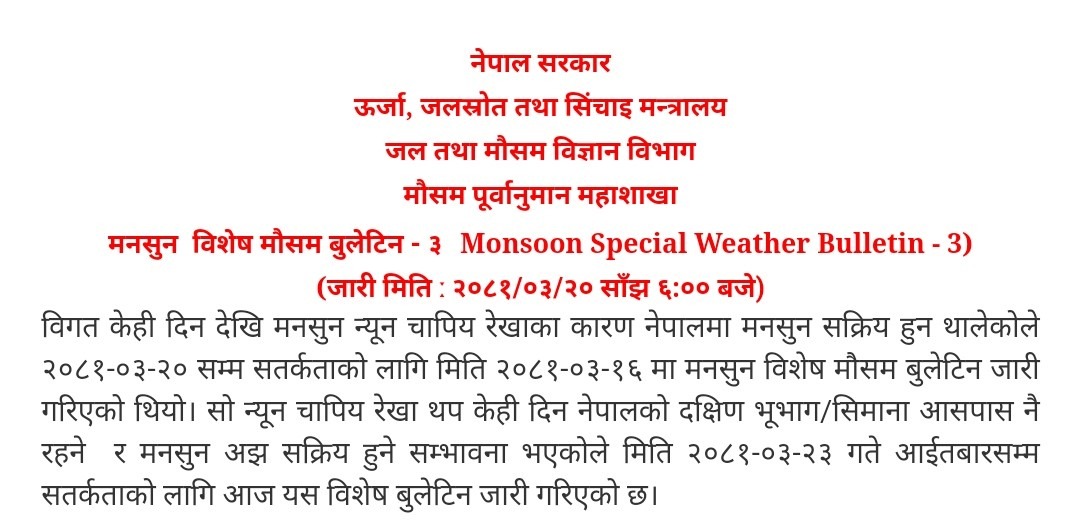 नेपाल सरकार
ऊर्जा, जलस्रोत तथा सिंचाइ मन्त्रालय
जल तथा मौसम विज्ञान विभाग
मौसम पूर्वानुमान महाशाखा
मनसुन विशेष मौसम बुलेटिन - ३ Monsoon Special Weather Bulletin - 3)
(जारी मिति : २०८१/०३/२० साँझ ६:०० बजे)
विगत केही दिन देखि मनसुन न्यून चापिय रेखाका कारण नेपालमा मनसुन सक्रिय हुन थालेकोले
२०८१-०३-२० सम्म सतर्कताको लागि मिति २०८१-०३-१६ मा मनसुन विशेष मौसम बुलेटिन जारी
गरिएको थियो। सो न्यून चापिय रेखा थप केही दिन नेपालको दक्षिण भूभाग/सिमाना आसपास नै
रहने र मनसुन अझ सक्रिय हुने सम्भावना भएकोले मिति २०८१-०३-२३ गते आईतबारसम्म
सतर्कताको लागि आज यस विशेष बुलेटिन जारी गरिएको छ।